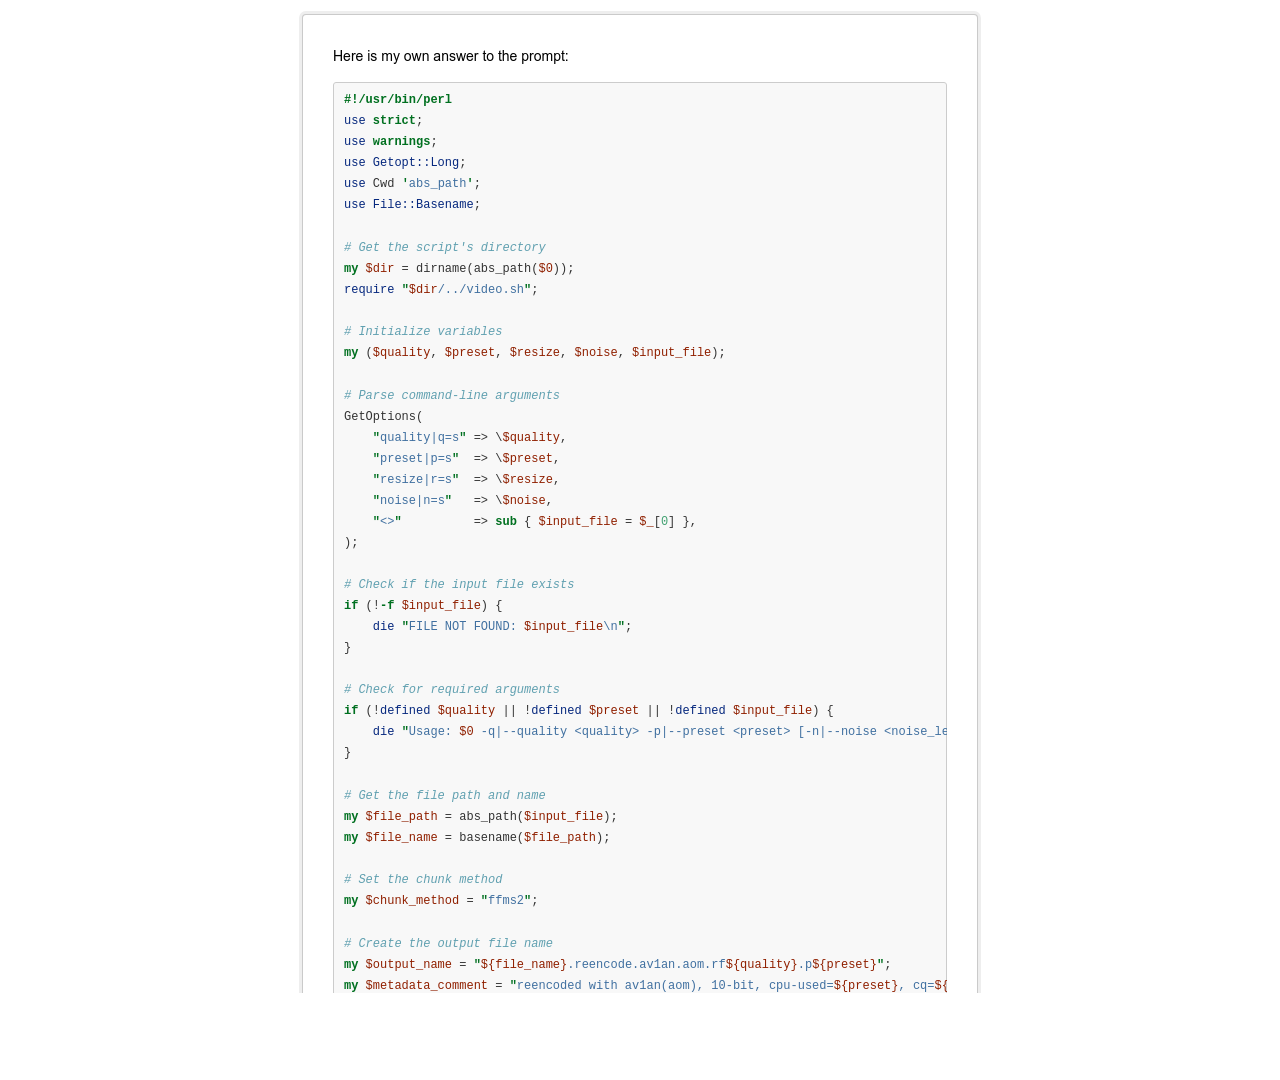 Here is my own answer to the prompt:
#!/usr/bin/perl
use strict;
use warnings;
use Getopt::Long;
use Cwd 'abs_path';
use File::Basename;
# Get the script's directory
my $dir = dirname(abs_path($0));
require "$dir/../video.sh";
# Initialize variables
my ($quality, $preset, $resize, $noise, $input_file);
# Parse command-line arguments
GetOptions(
    "quality|q=s" => \$quality,
    "preset|p=s"  => \$preset,
    "resize|r=s"  => \$resize,
    "noise|n=s"   => \$noise,
    "<>"          => sub { $input_file = $_[0] },
);
# Check if the input file exists
if (!-f $input_file) {
    die "FILE NOT FOUND: $input_file\n";
}
# Check for required arguments
if (!defined $quality || !defined $preset || !defined $input_file) {
    die "Usage: $0 -q|--quality <quality> -p|--preset <preset> [-n|--noise <noise_le
}
# Get the file path and name
my $file_path = abs_path($input_file);
my $file_name = basename($file_path);
# Set the chunk method
my $chunk_method = "ffms2";
# Create the output file name
my $output_name = "${file_name}.reencode.av1an.aom.rf${quality}.p${preset}";
my $metadata_comment = "reencoded with av1an(aom), 10-bit, cpu-used=${preset}, cq=${